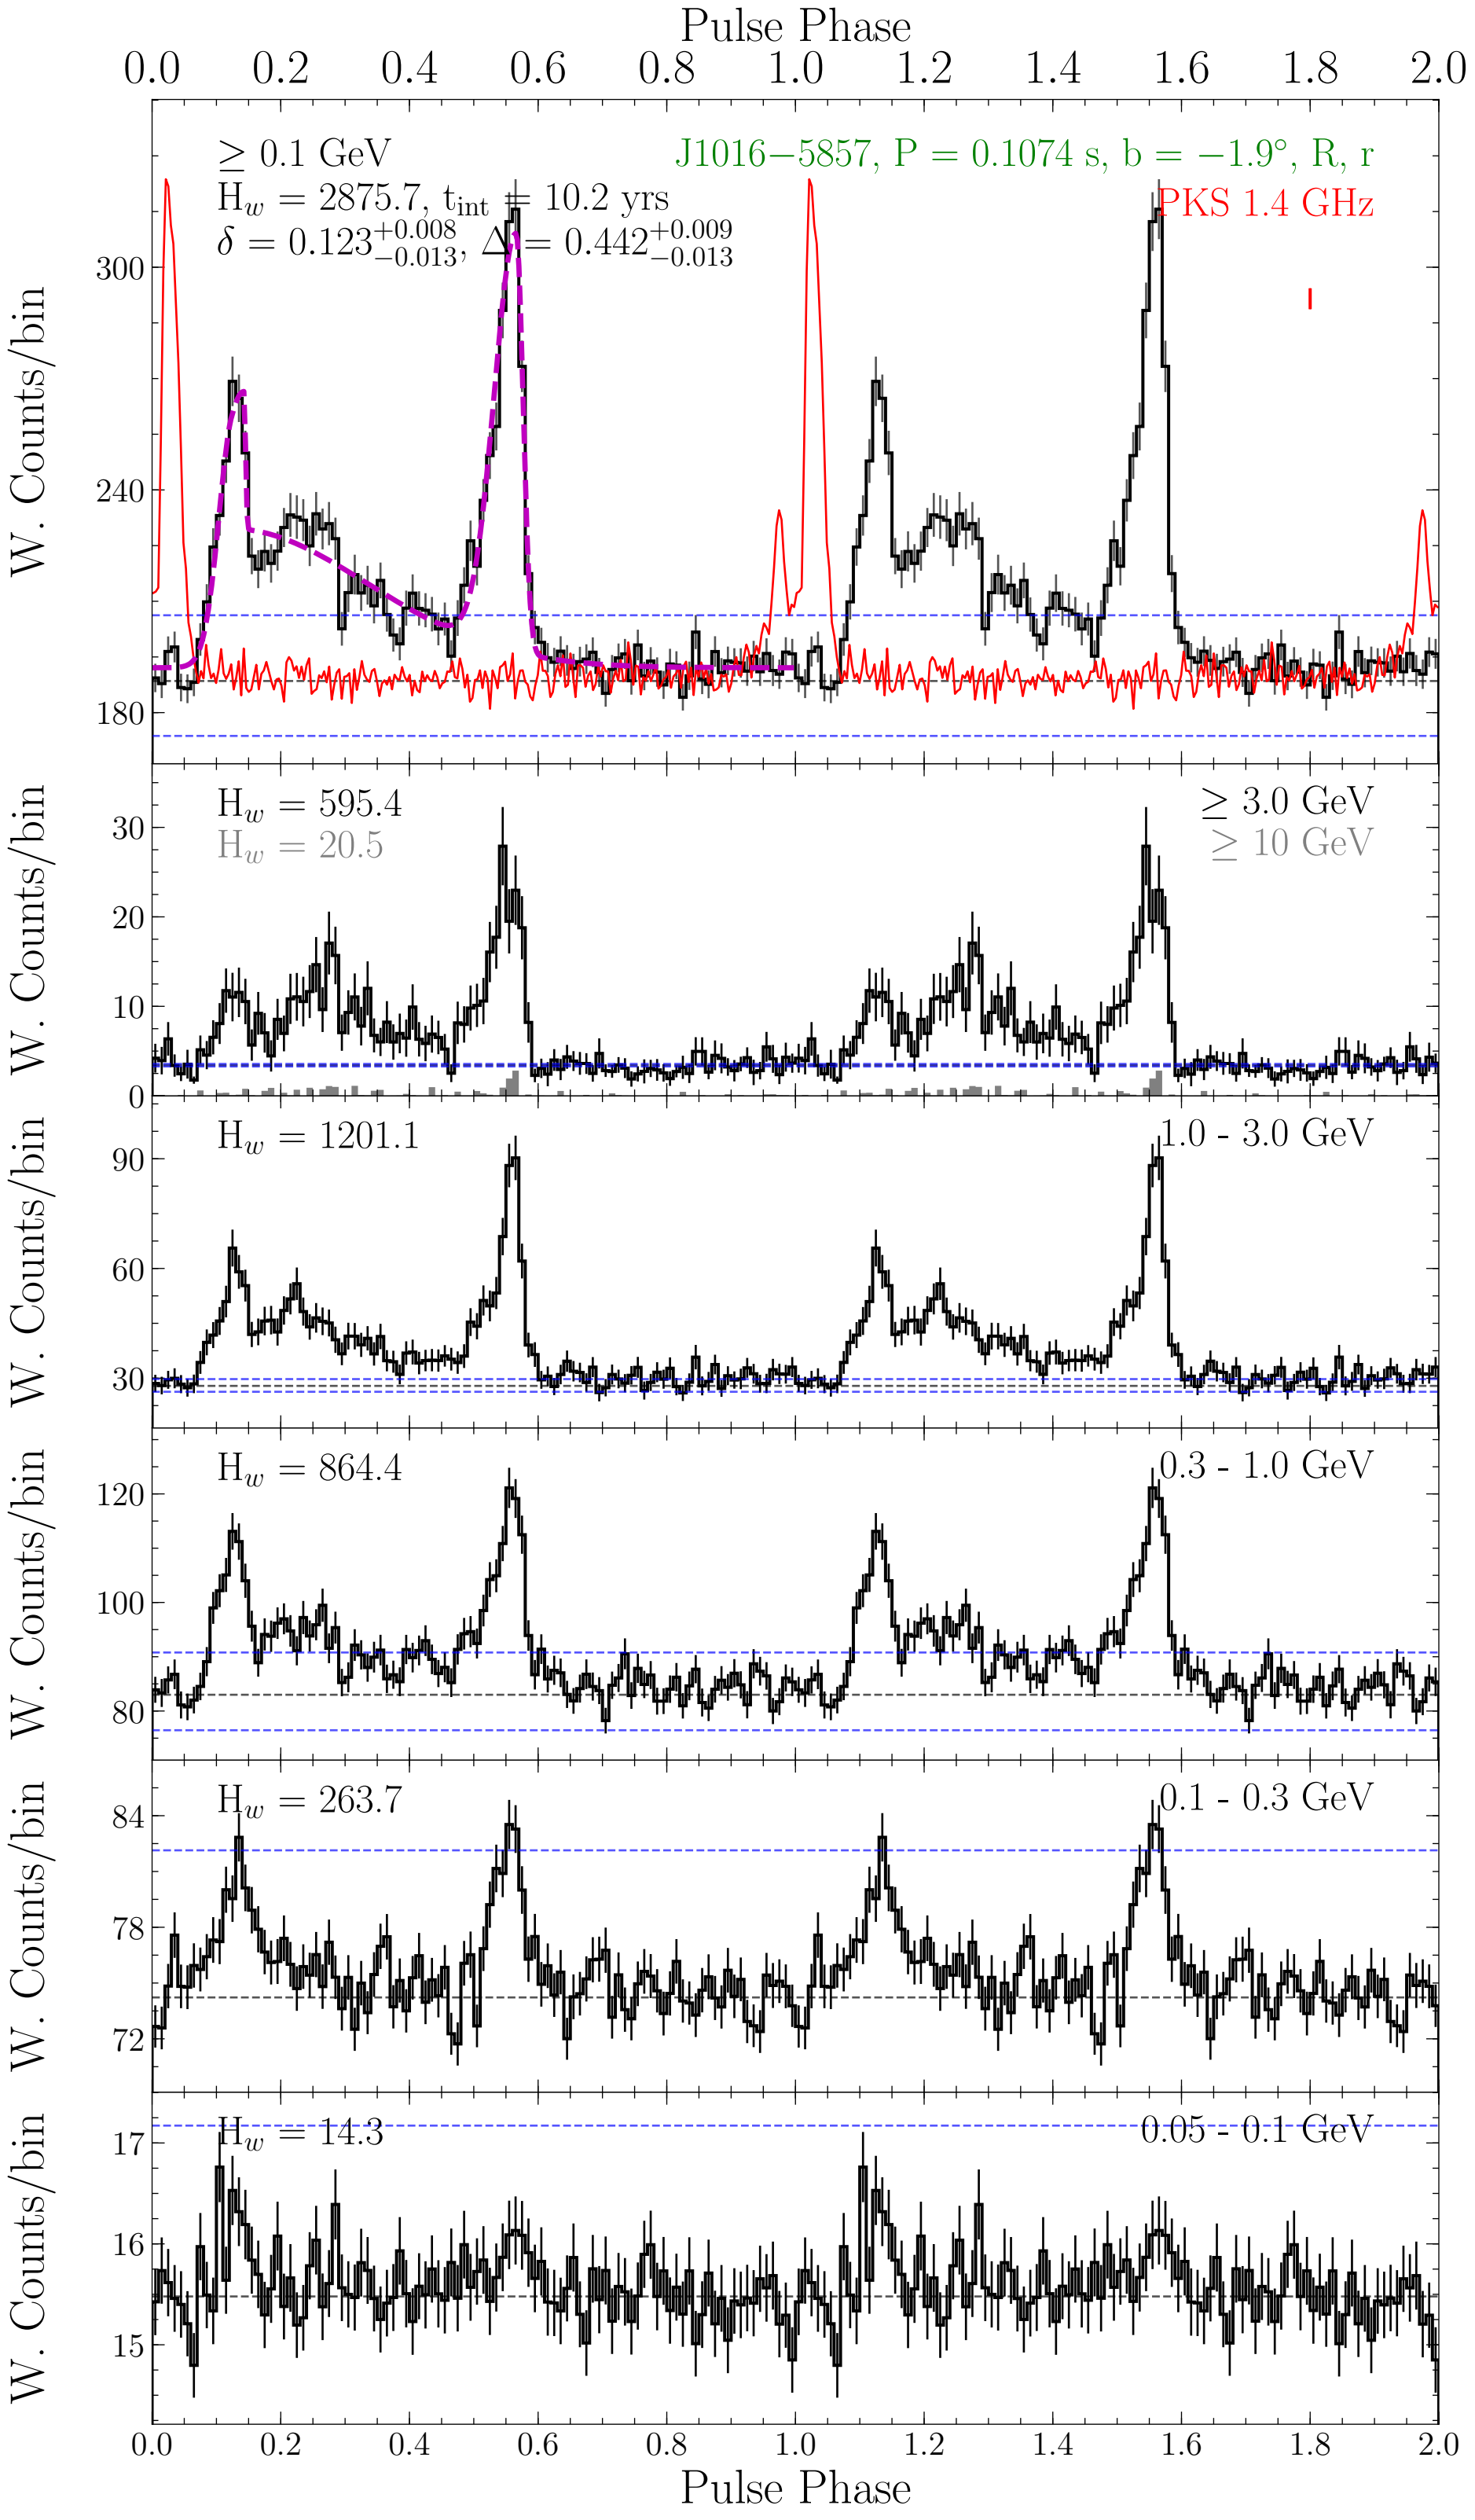 Pulse Phase
0.0 0.2 0.4 0.6 0.8 1.0 1.2 1.4 1.6 1.8 2.0
≥ 0.1 GeV
J1016−5857, P = 0.1074 s, b = −1.9°, R, r
H_w = 2875.7, t_int = 10.2 yrs
PKS 1.4 GHz
δ = 0.123^{+0.008}_{−0.013}, Δ = 0.442^{+0.009}_{−0.013}
W. Counts/bin
300
240
180
H_w = 595.4
≥ 3.0 GeV
H_w = 20.5
≥ 10 GeV
W. Counts/bin
30
20
10
0
H_w = 1201.1
1.0 - 3.0 GeV
W. Counts/bin
90
60
30
H_w = 864.4
0.3 - 1.0 GeV
W. Counts/bin
120
100
80
H_w = 263.7
0.1 - 0.3 GeV
W. Counts/bin
84
78
72
H_w = 14.3
0.05 - 0.1 GeV
W. Counts/bin
17
16
15
0.0 0.2 0.4 0.6 0.8 1.0 1.2 1.4 1.6 1.8 2.0
Pulse Phase